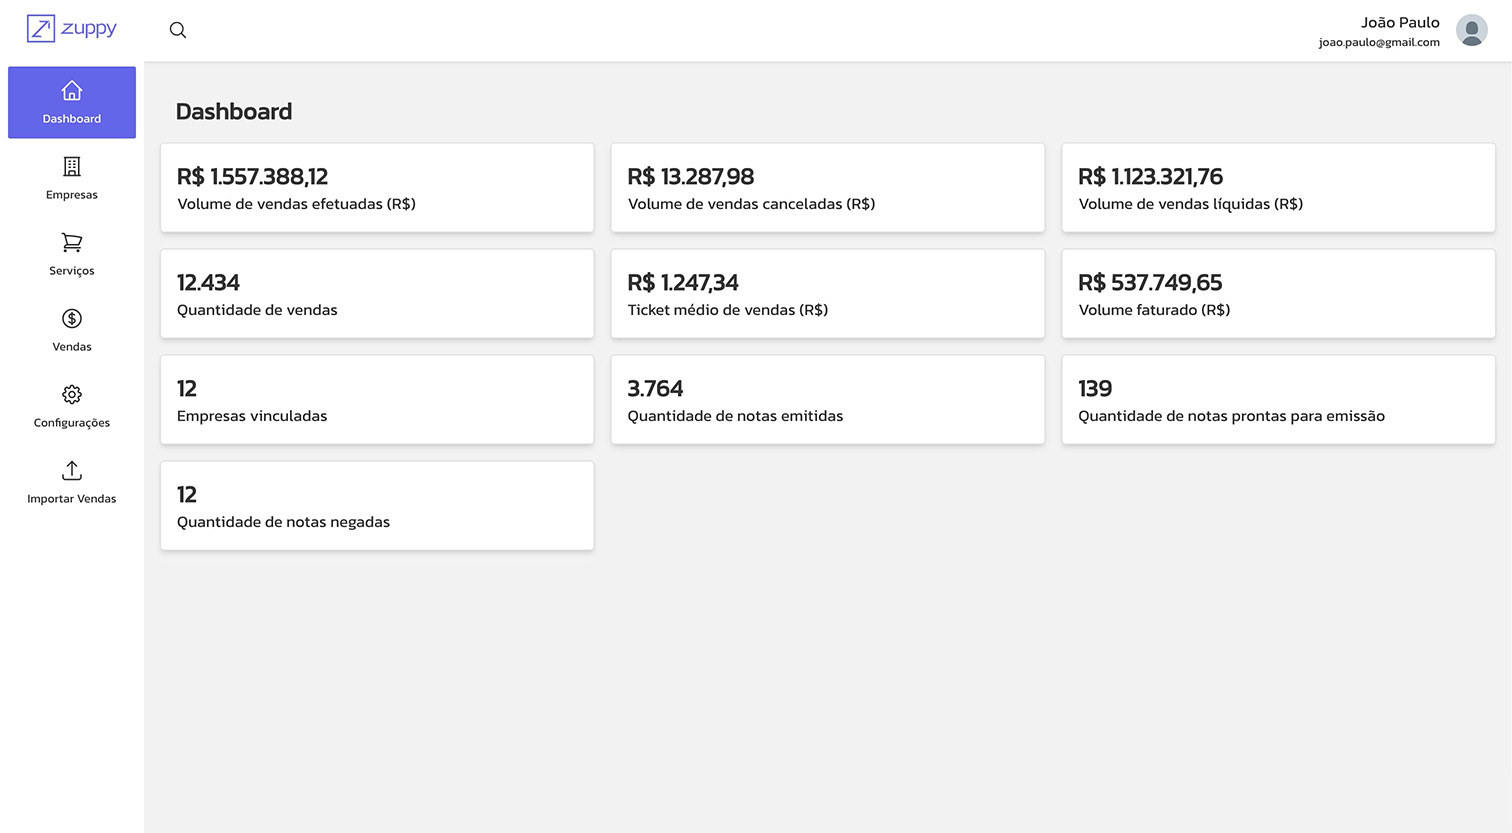 zuppy
João Paulo
joao.paulo@gmail.com
Dashboard
Empresas
Serviços
Vendas
Configurações
Importar Vendas
Dashboard
R$ 1.557.388,12
Volume de vendas efetuadas (R$)
R$ 13.287,98
Volume de vendas canceladas (R$)
R$ 1.123.321,76
Volume de vendas líquidas (R$)
12.434
Quantidade de vendas
R$ 1.247,34
Ticket médio de vendas (R$)
R$ 537.749,65
Volume faturado (R$)
12
Empresas vinculadas
3.764
Quantidade de notas emitidas
139
Quantidade de notas prontas para emissão
12
Quantidade de notas negadas